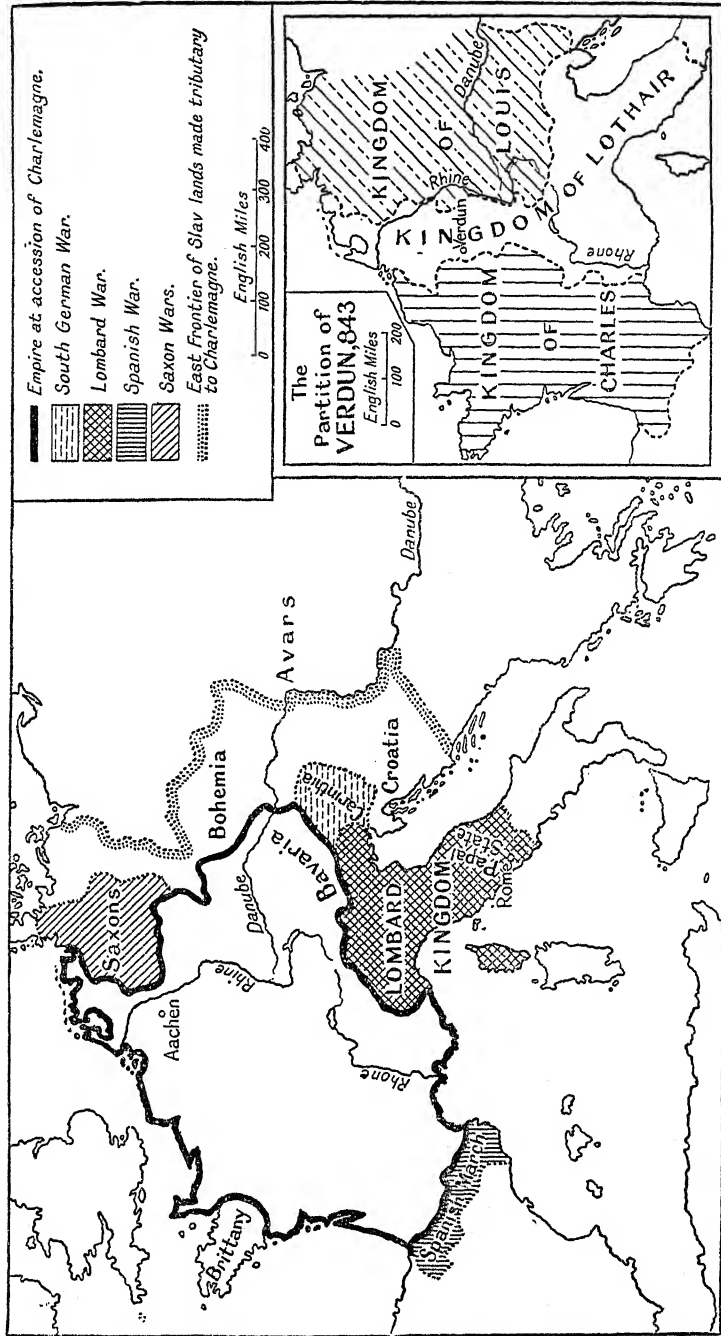 Empire at accession of Charlemagne.
South German War.
Lombard War.
Spanish War.
Saxon Wars.
East Frontier of Slav lands made tributary
to Charlemagne.
English Miles
0 100 200 300 400
The
Partition of
VERDUN, 843
English Miles
0 100 200
KINGDOM
OF
LOUIS
Danube
Rhine
Verdun
KINGDOM OF LOTHAIR
Rhone
KINGDOM
OF
CHARLES
Saxons
Bohemia
Avars
Danube
Aachen
Rhine
Danube
Bavaria
Carinthia
Croatia
LOMBARD
KINGDOM
Papal
State
Rome
Rhone
Brittany
Spanish March